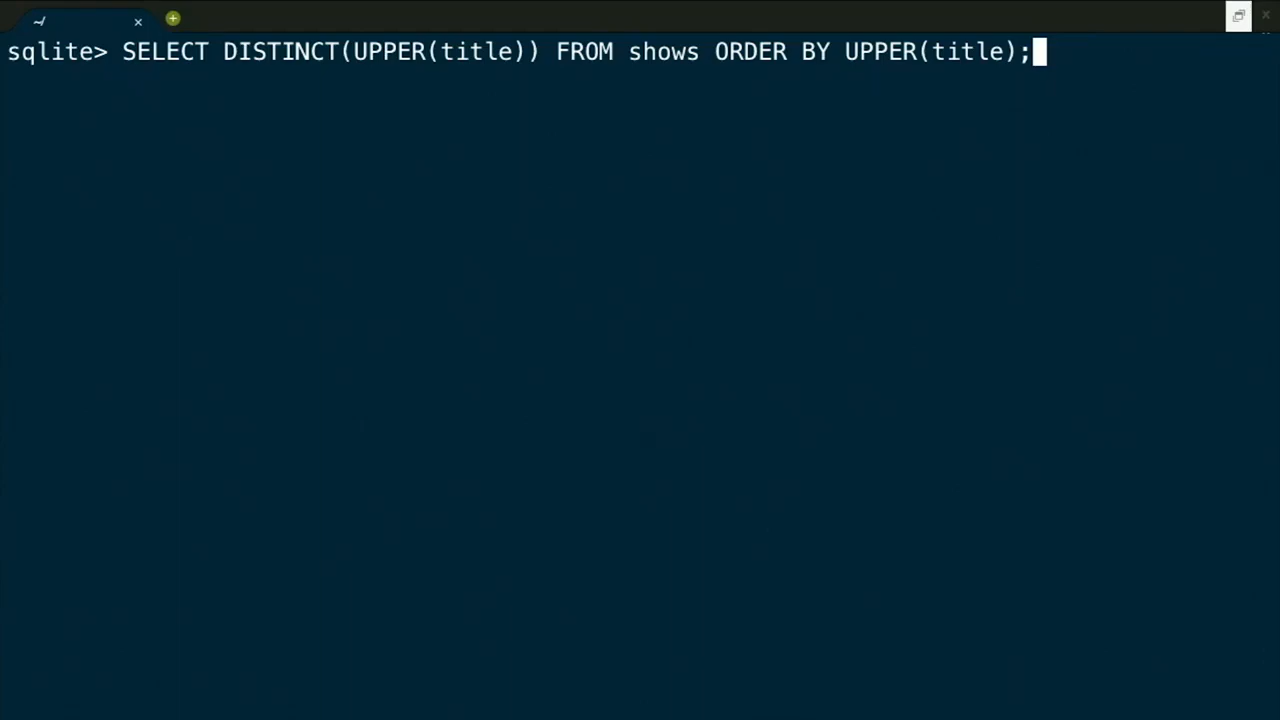 ~/
sqlite> SELECT DISTINCT(UPPER(title)) FROM shows ORDER BY UPPER(title);